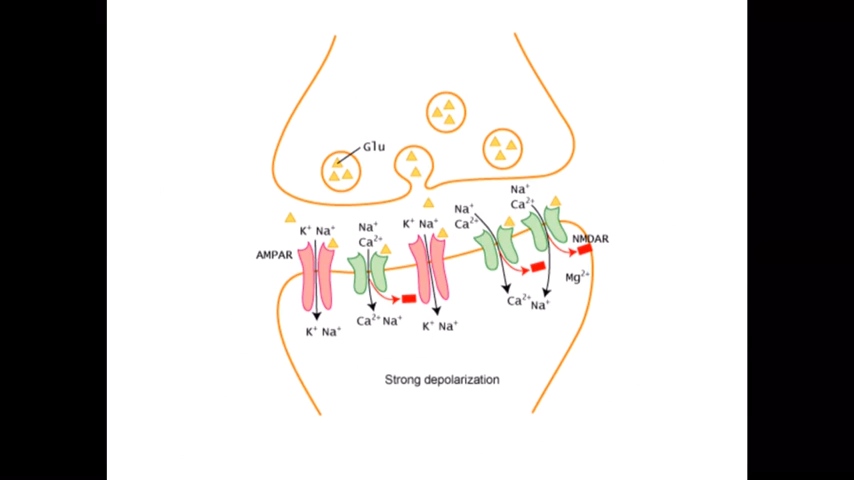 Glu
Na⁺
Ca²⁺
Na⁺
Ca²⁺
K⁺ Na⁺
Na⁺
Ca²⁺
K⁺ Na⁺
NMDAR
AMPAR
Mg²⁺
Ca²⁺ Na⁺
Ca²⁺ Na⁺
K⁺ Na⁺
K⁺ Na⁺
Strong depolarization